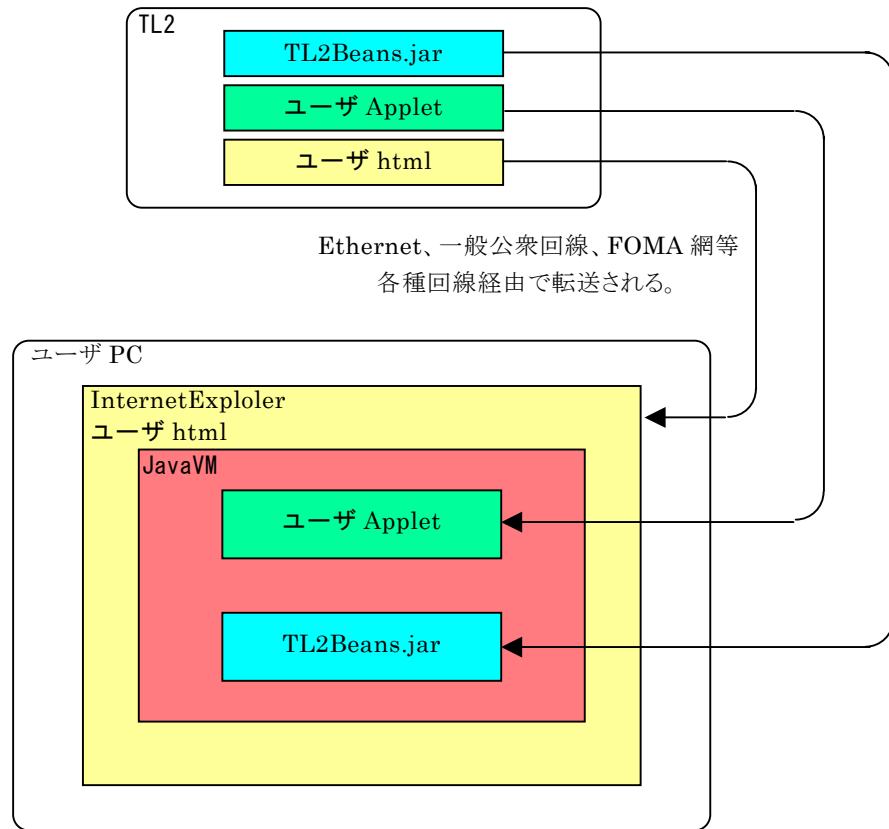 TL2
TL2Beans.jar
ユーザ Applet
ユーザ html
Ethernet、一般公衆回線、FOMA 網等
各種回線経由で転送される。
ユーザ PC
InternetExploler
ユーザ html
JavaVM
ユーザ Applet
TL2Beans.jar